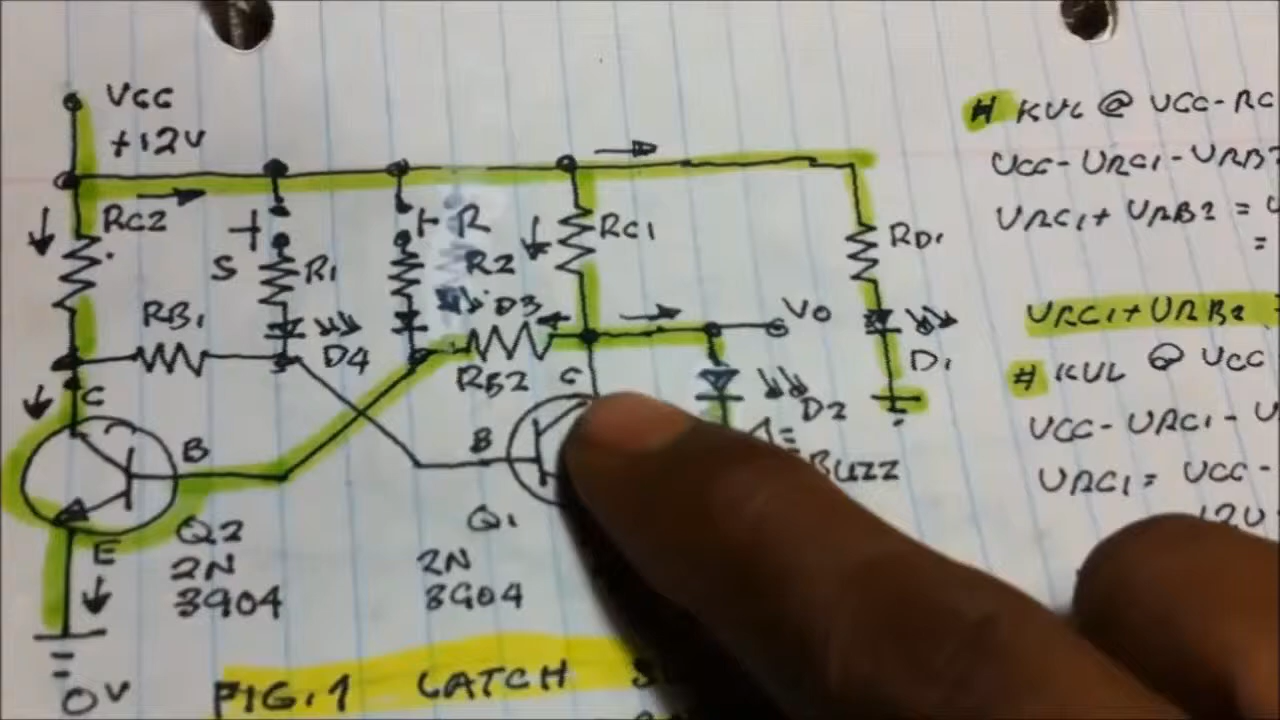 VCC
+12V
RC2
S
R1
R
R2
RC1
RD1
RB1
D4
D3
RB2
VO
D1
D2
BUZZ
C
B
E
Q2
2N
3904
0V
C
B
Q1
2N
3904
FIG.1 LATCH
# KVL @ VCC-RC
VCC-VRC1-VRB2
VRC1+VRB2 =
=
VRC1+VRB2
# KVL @ VCC
VCC-VRC1-V
VRC1= VCC-
12V